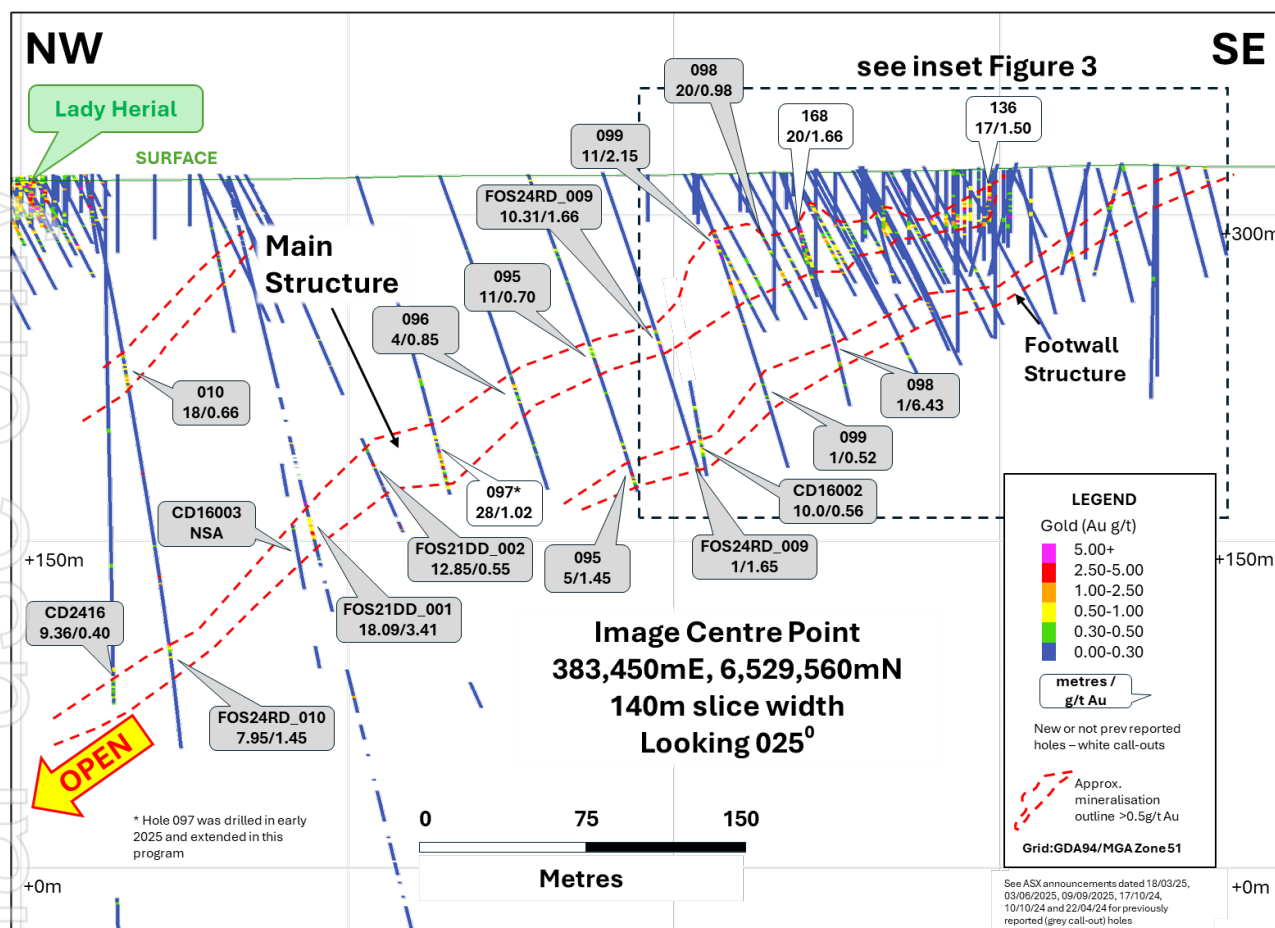 NW
SE
Lady Herial
SURFACE
see inset Figure 3
098
20/0.98
168
20/1.66
136
17/1.50
099
11/2.15
FOS24RD_009
10.31/1.66
+300m
Main
Structure
095
11/0.70
096
4/0.85
Footwall
Structure
010
18/0.66
098
1/6.43
099
1/0.52
097*
28/1.02
CD16002
10.0/0.56
CD16003
NSA
FOS21DD_002
12.85/0.55
095
5/1.45
FOS24RD_009
1/1.65
+150m
+150m
CD2416
9.36/0.40
FOS21DD_001
18.09/3.41
FOS24RD_010
7.95/1.45
OPEN
Image Centre Point
383,450mE, 6,529,560mN
140m slice width
Looking 025⁰
LEGEND
Gold (Au g/t)
5.00+
2.50-5.00
1.00-2.50
0.50-1.00
0.30-0.50
0.00-0.30
metres /
g/t Au
New or not prev reported
holes – white call-outs
Approx.
mineralisation
outline >0.5g/t Au
Grid:GDA94/MGA Zone 51
* Hole 097 was drilled in early
2025 and extended in this
program
0 75 150
Metres
+0m
+0m
See ASX announcements dated 18/03/25,
03/06/2025, 09/09/2025, 17/10/24,
10/10/24 and 22/04/24 for previously
reported (grey call-out) holes